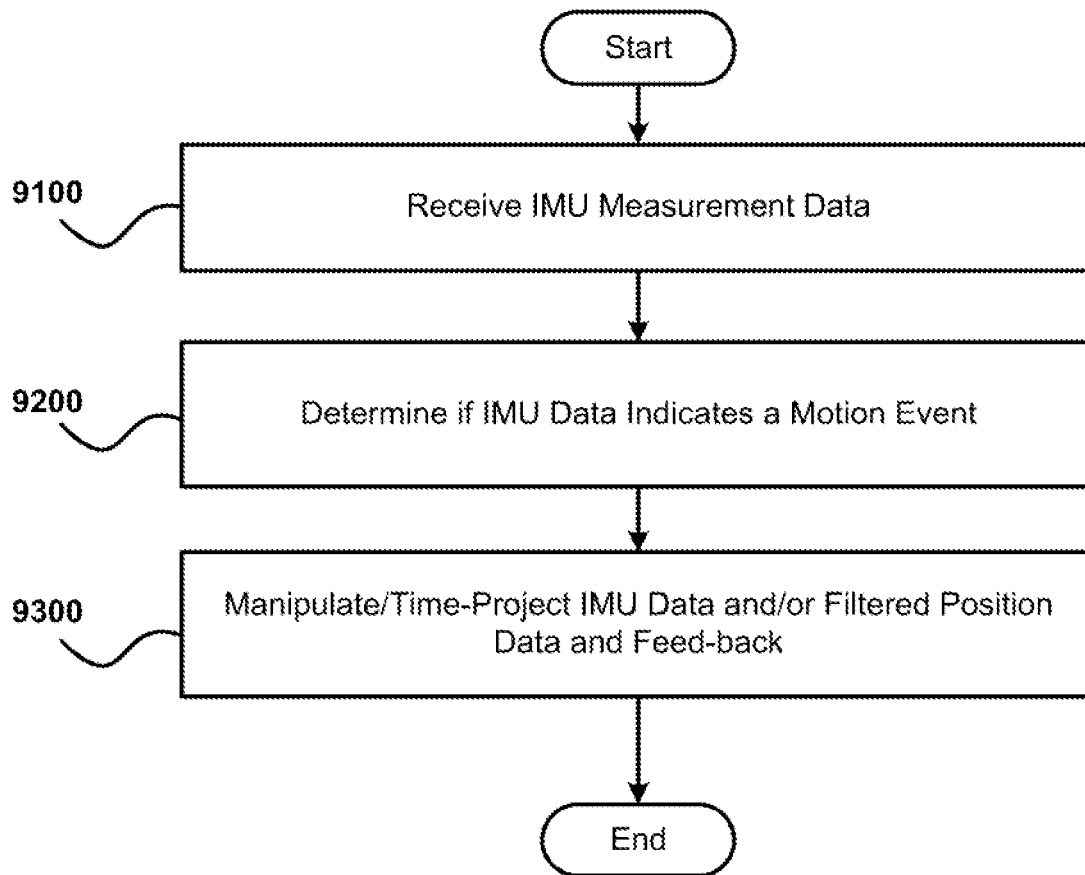 Start
9100
Receive IMU Measurement Data
9200
Determine if IMU Data Indicates a Motion Event
9300
Manipulate/Time-Project IMU Data and/or Filtered Position
Data and Feed-back
End